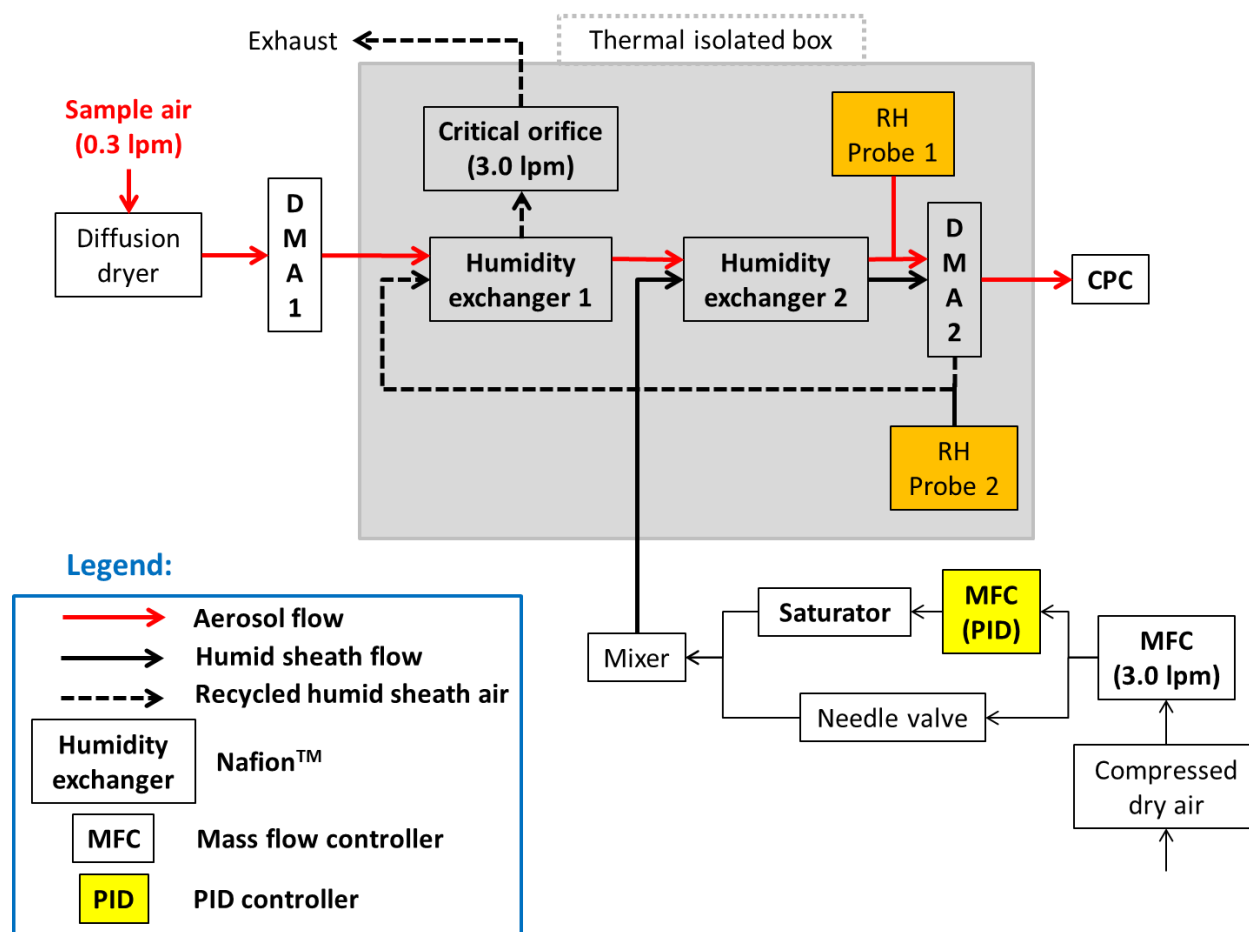 Exhaust
Thermal isolated box
Sample air
(0.3 lpm)
Critical orifice
(3.0 lpm)
RH
Probe 1
Diffusion
dryer
D
M
A
1
Humidity
exchanger 1
Humidity
exchanger 2
D
M
A
2
CPC
RH
Probe 2
Saturator
MFC
(PID)
Mixer
MFC
(3.0 lpm)
Needle valve
Compressed
dry air
Legend:
Aerosol flow
Humid sheath flow
Recycled humid sheath air
Humidity
exchanger
Nafion™
MFC
Mass flow controller
PID
PID controller